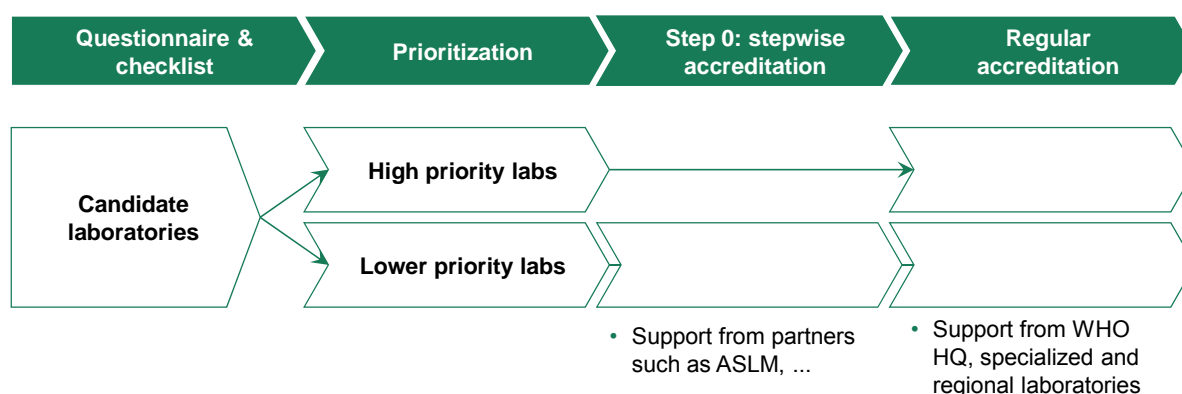 Questionnaire &
checklist
Prioritization
Step 0: stepwise
accreditation
Regular
accreditation
Candidate
laboratories
High priority labs
Lower priority labs
• Support from partners
such as ASLM, ...
• Support from WHO
HQ, specialized and
regional laboratories